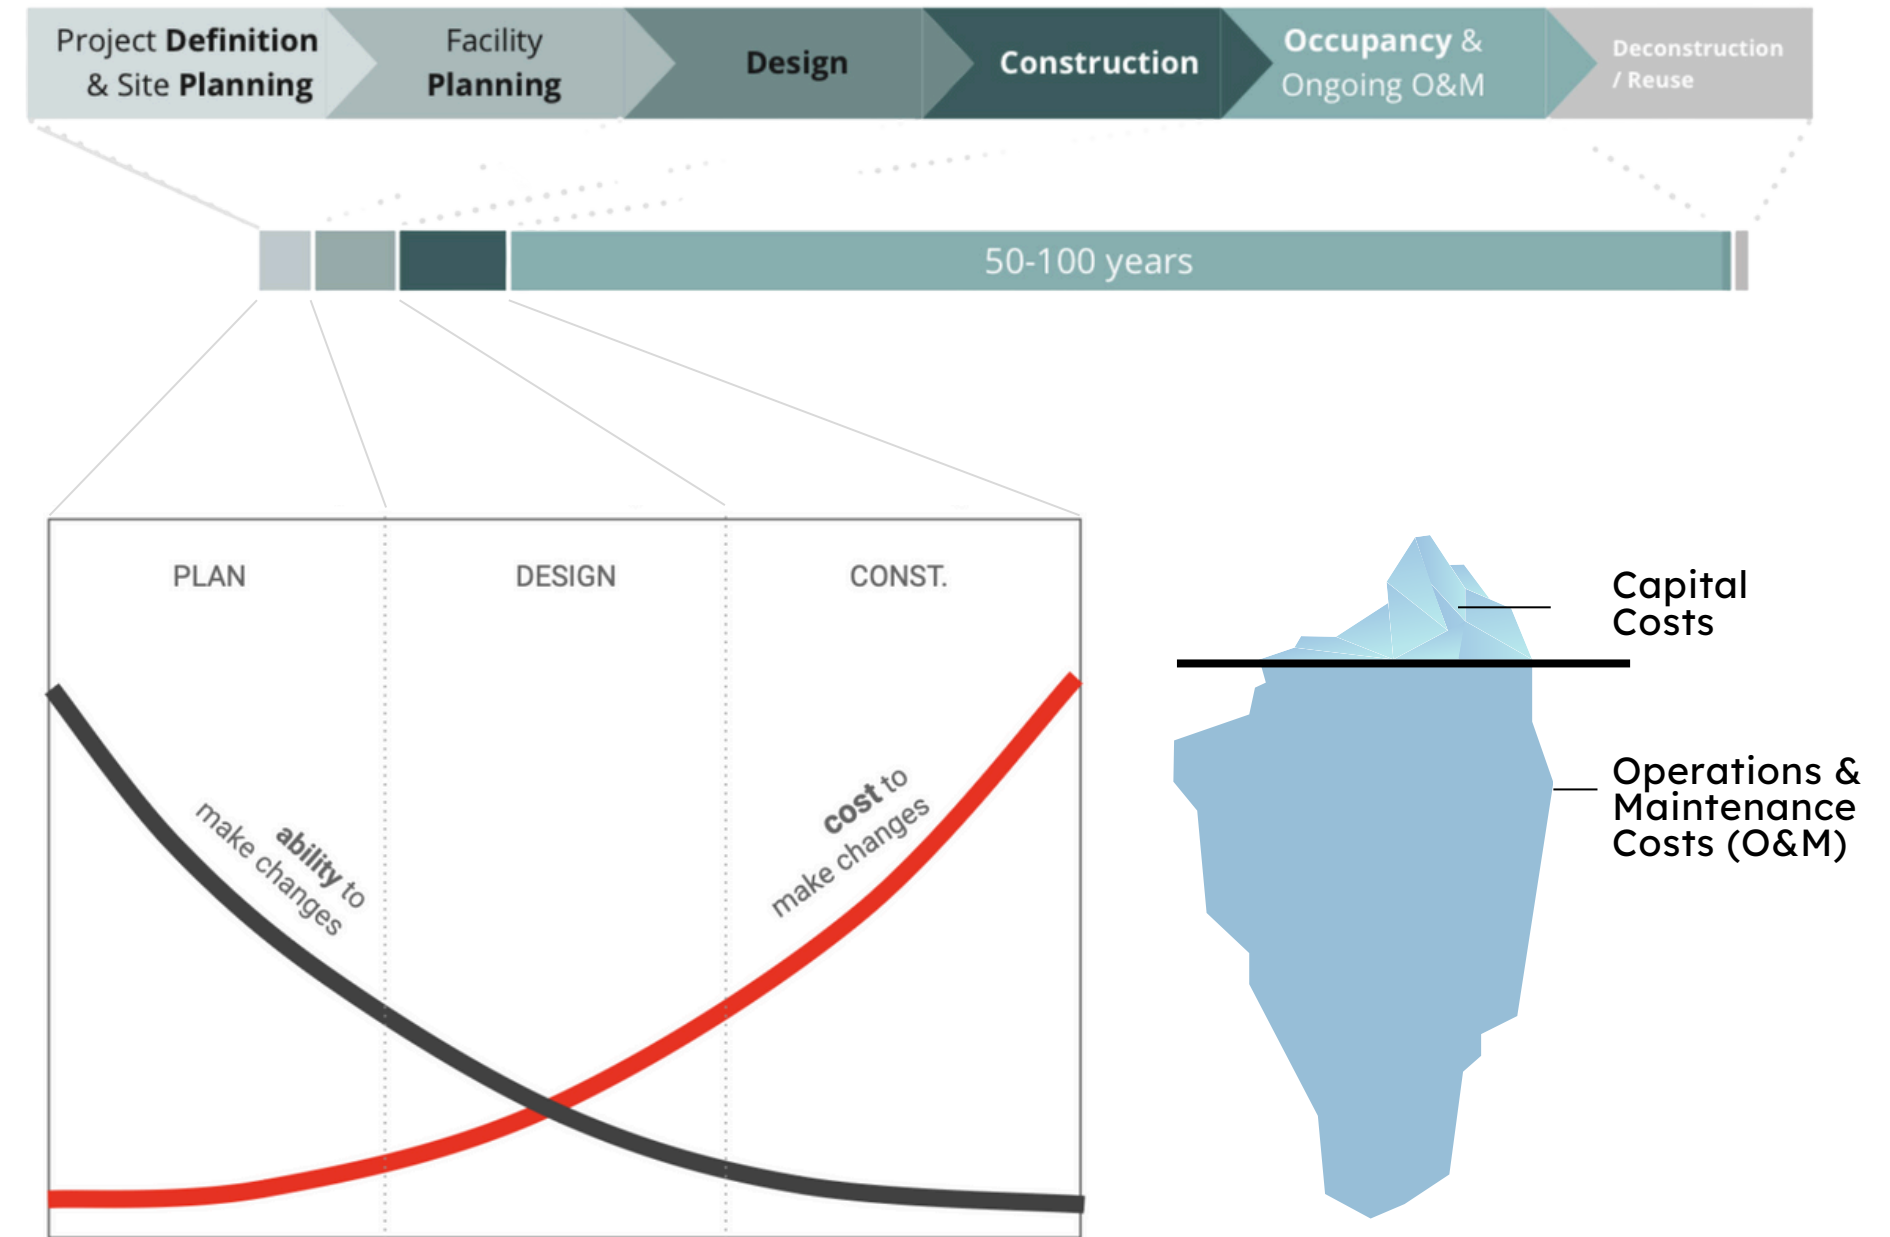 Project Definition
& Site Planning
Facility
Planning
Design
Construction
Occupancy &
Ongoing O&M
Deconstruction
/ Reuse
50-100 years
PLAN
DESIGN
CONST.
ability to
make changes
cost to
make changes
Capital
Costs
Operations &
Maintenance
Costs (O&M)